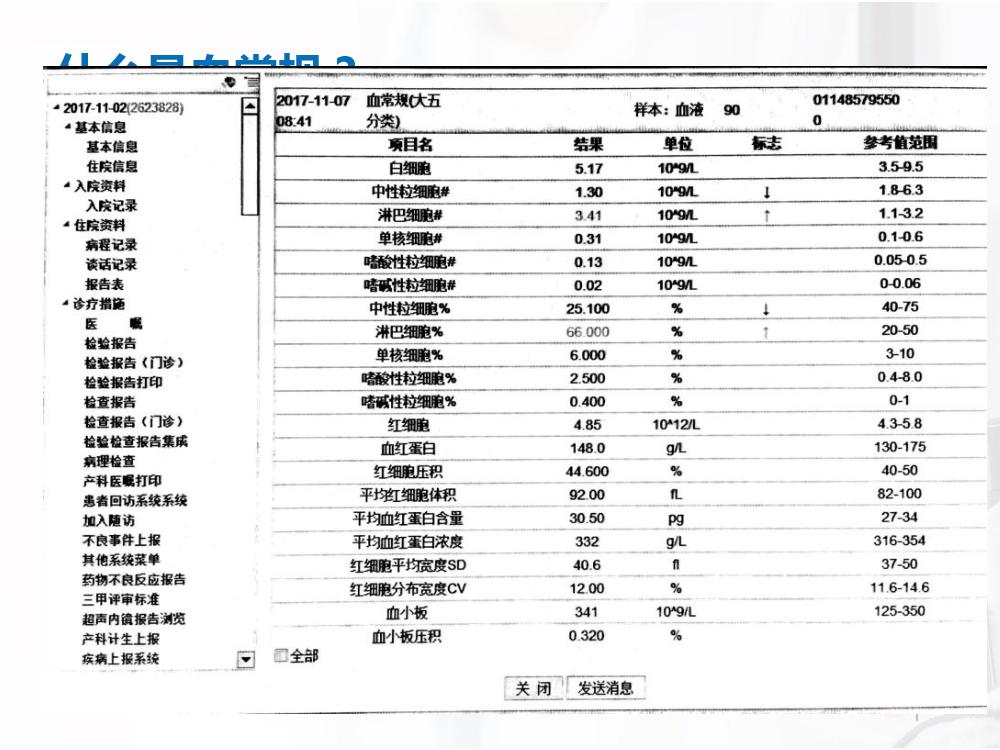 什么是血常规？
2017-11-02(2623828)
基本信息
基本信息
住院信息
入院资料
入院记录
住院资料
病程记录
谈话记录
报告表
诊疗措施
医 嘱
检验报告
检验报告（门诊）
检验报告打印
检查报告
检查报告（门诊）
检验检查报告集成
病理检查
产科医嘱打印
患者回访系统系统
加入随访
不良事件上报
其他系统菜单
药物不良反应报告
三甲评审标准
超声内镜报告浏览
产科计生上报
疾病上报系统
2017-11-07 血常规(大五 样本：血液 90 01148579550
08:41 分类) 0
项目名 结果 单位 标志 参考值范围
白细胞 5.17 10^9/L 3.5-9.5
中性粒细胞# 1.30 10^9/L ↓ 1.8-6.3
淋巴细胞# 3.41 10^9/L ↑ 1.1-3.2
单核细胞# 0.31 10^9/L 0.1-0.6
嗜酸性粒细胞# 0.13 10^9/L 0.05-0.5
嗜碱性粒细胞# 0.02 10^9/L 0-0.06
中性粒细胞% 25.100 % ↓ 40-75
淋巴细胞% 66.000 % ↑ 20-50
单核细胞% 6.000 % 3-10
嗜酸性粒细胞% 2.500 % 0.4-8.0
嗜碱性粒细胞% 0.400 % 0-1
红细胞 4.85 10^12/L 4.3-5.8
血红蛋白 148.0 g/L 130-175
红细胞压积 44.600 % 40-50
平均红细胞体积 92.00 fL 82-100
平均血红蛋白含量 30.50 pg 27-34
平均血红蛋白浓度 332 g/L 316-354
红细胞平均宽度SD 40.6 fl 37-50
红细胞分布宽度CV 12.00 % 11.6-14.6
血小板 341 10^9/L 125-350
血小板压积 0.320 %
全部
关 闭 发送消息